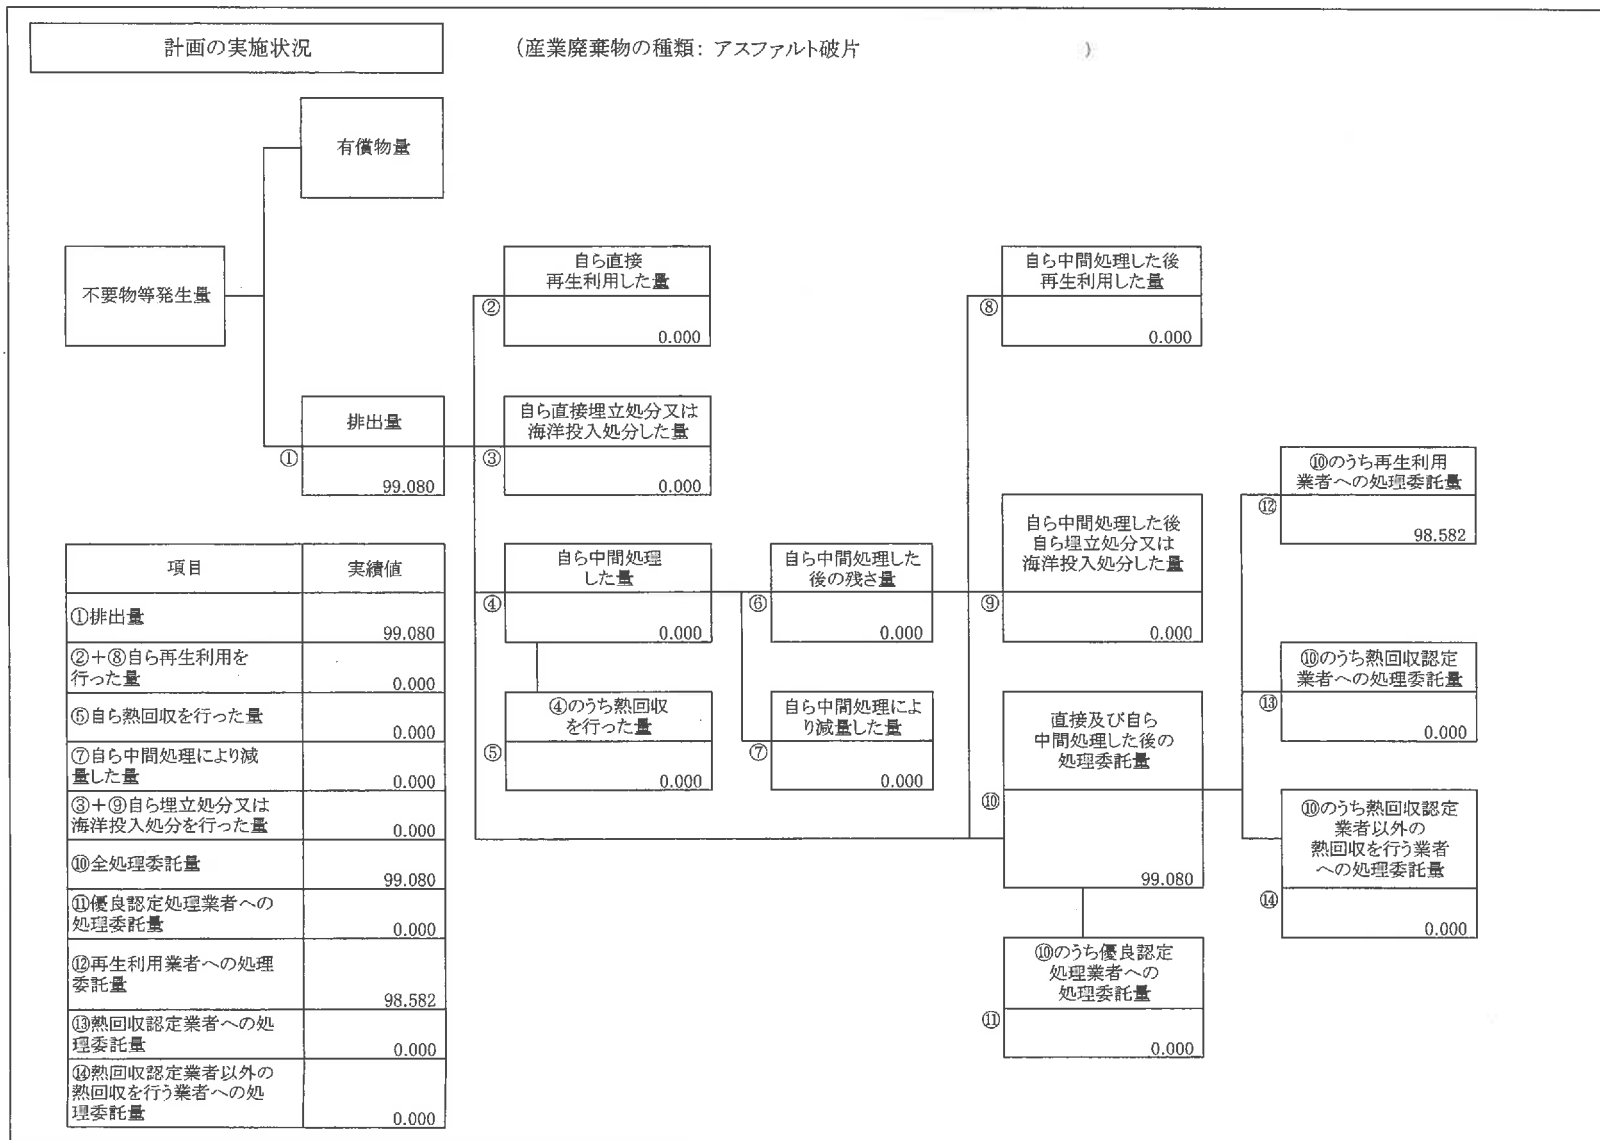 計画の実施状況
(産業廃棄物の種類: アスファルト破片 )
有償物量
不要物等発生量
自ら直接
再生利用した量
②
0.000
自ら中間処理した後
再生利用した量
⑧
0.000
排出量
①
99.080
自ら直接埋立処分又は
海洋投入処分した量
③
0.000
⑩のうち再生利用
業者への処理委託量
⑫
98.582
自ら中間処理
した量
④
0.000
自ら中間処理した
後の残さ量
⑥
0.000
自ら中間処理した後
自ら埋立処分又は
海洋投入処分した量
⑨
0.000
⑩のうち熱回収認定
業者への処理委託量
⑬
0.000
④のうち熱回収
を行った量
⑤
0.000
自ら中間処理によ
り減量した量
⑦
0.000
直接及び自ら
中間処理した後の
処理委託量
⑩
99.080
⑩のうち熱回収認定
業者以外の
熱回収を行う業者
への処理委託量
⑭
0.000
⑩のうち優良認定
処理業者への
処理委託量
⑪
0.000
項目 実績値
①排出量
99.080
②+⑧自ら再生利用を
行った量
0.000
⑤自ら熱回収を行った量
0.000
⑦自ら中間処理により減
量した量
0.000
③+⑨自ら埋立処分又は
海洋投入処分を行った量
0.000
⑩全処理委託量
99.080
⑪優良認定処理業者への
処理委託量
0.000
⑫再生利用業者への処理
委託量
98.582
⑬熱回収認定業者への処
理委託量
0.000
⑭熱回収認定業者以外の
熱回収を行う業者への処
理委託量
0.000